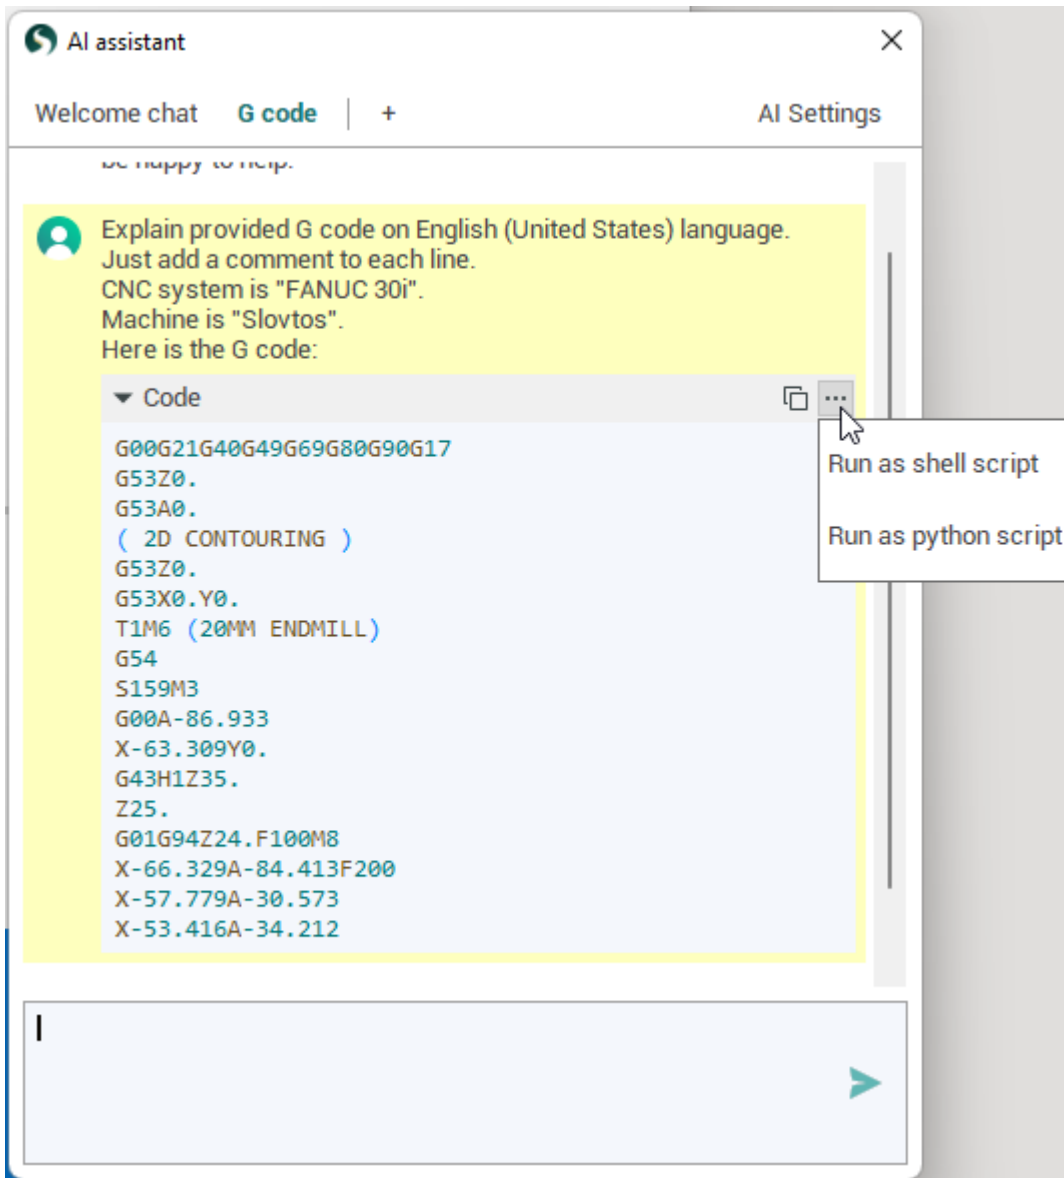 AI assistant
Welcome chat G code + AI Settings
be happy to help.
Explain provided G code on English (United States) language.
Just add a comment to each line.
CNC system is "FANUC 30i".
Machine is "Slovtos".
Here is the G code:
Code
G00G21G40G49G69G80G90G17
G53Z0.
G53A0.
( 2D CONTOURING )
G53Z0.
G53X0.Y0.
T1M6 (20MM ENDMILL)
G54
S159M3
G00A-86.933
X-63.309Y0.
G43H1Z35.
Z25.
G01G94Z24.F100M8
X-66.329A-84.413F200
X-57.779A-30.573
X-53.416A-34.212
Run as shell script
Run as python script